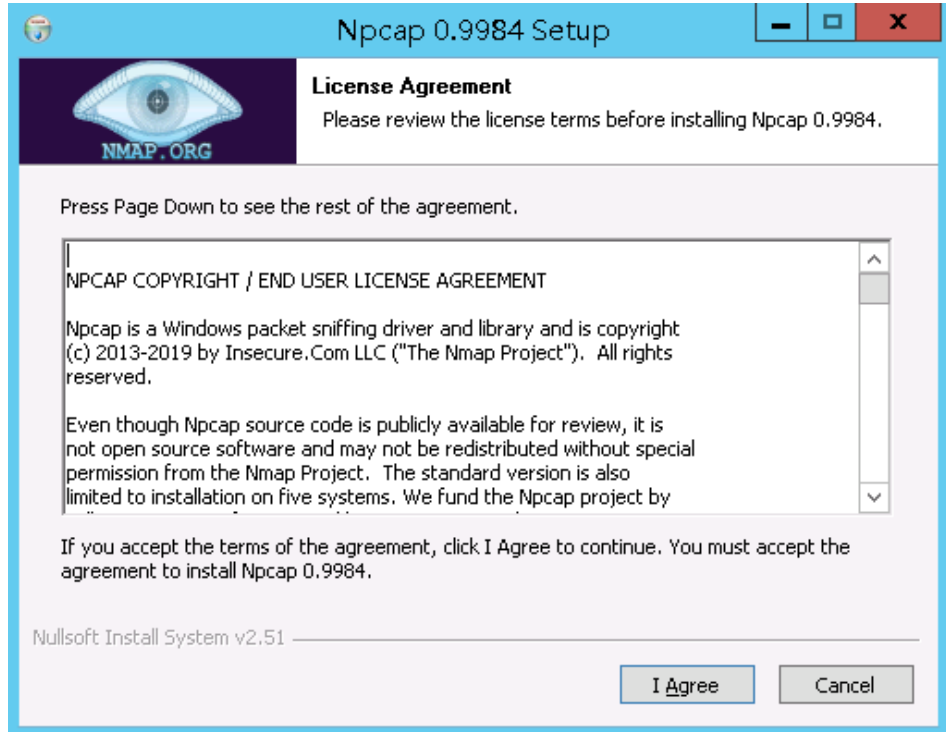 Npcap 0.9984 Setup
NMAP.ORG
License Agreement
Please review the license terms before installing Npcap 0.9984.
Press Page Down to see the rest of the agreement.
NPCAP COPYRIGHT / END USER LICENSE AGREEMENT
Npcap is a Windows packet sniffing driver and library and is copyright
(c) 2013-2019 by Insecure.Com LLC ("The Nmap Project").  All rights
reserved.
Even though Npcap source code is publicly available for review, it is
not open source software and may not be redistributed without special
permission from the Nmap Project.  The standard version is also
limited to installation on five systems. We fund the Npcap project by
If you accept the terms of the agreement, click I Agree to continue. You must accept the
agreement to install Npcap 0.9984.
Nullsoft Install System v2.51
I Agree
Cancel